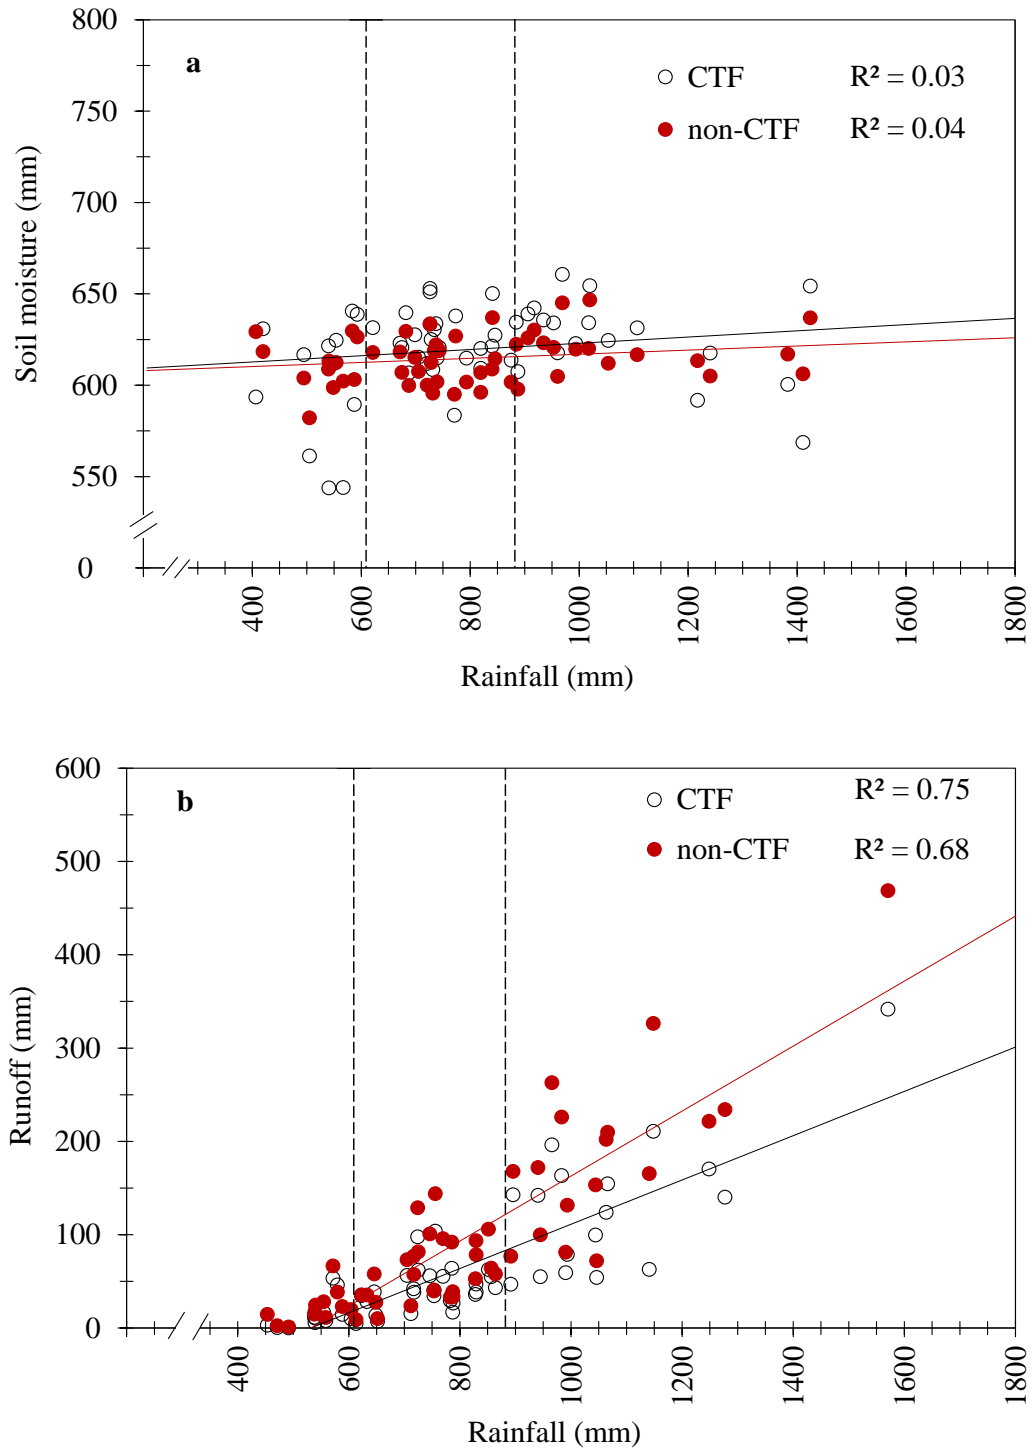 800
a
CTF R² = 0.03
750
non-CTF R² = 0.04
700
Soil moisture (mm)
650
600
550
0
400 600 800 1000 1200 1400 1600 1800
Rainfall (mm)
600
b
CTF R² = 0.75
non-CTF R² = 0.68
500
400
Runoff (mm)
300
200
100
0
400 600 800 1000 1200 1400 1600 1800
Rainfall (mm)